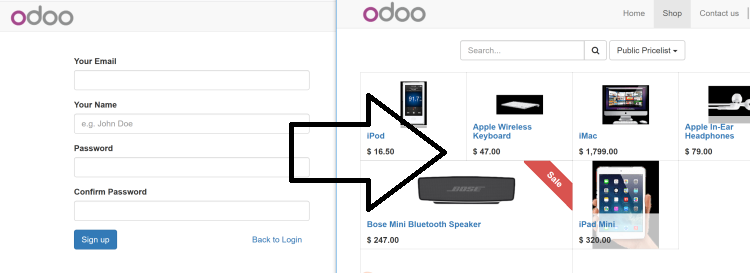 odoo
Your Email
Your Name
e.g. John Doe
Password
Confirm Password
Sign up
Back to Login
odoo
Home
Shop
Contact us
Search...
Public Pricelist
91.7
iPod
$ 16.50
Apple Wireless
Keyboard
$ 47.00
iMac
$ 1,799.00
Apple In-Ear
Headphones
$ 79.00
BOSE
Bose Mini Bluetooth Speaker
$ 247.00
Sale
iPad Mini
$ 320.00